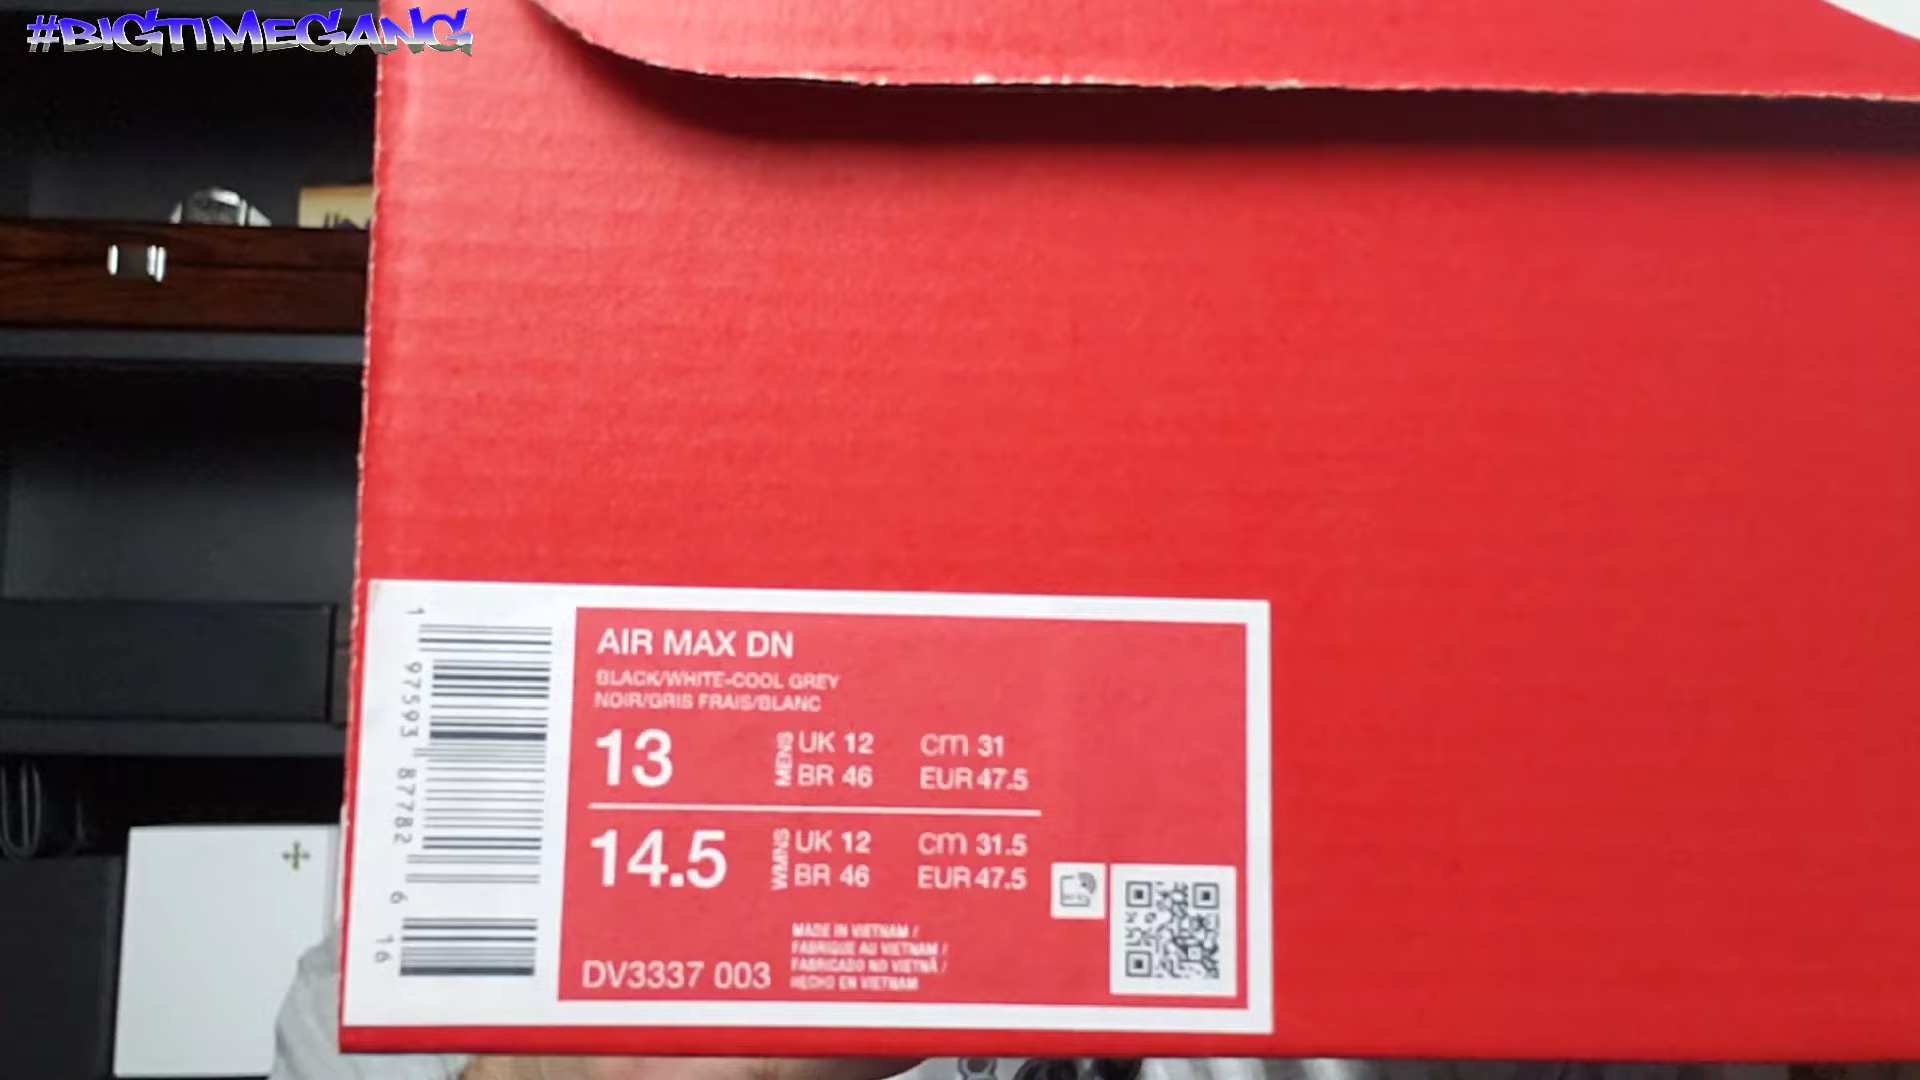 #BIGTIMEGANG
AIR MAX DN
BLACK/WHITE-COOL GREY
NOIR/GRIS FRAIS/BLANC
13 MENS UK 12 cm 31
BR 46 EUR 47.5
14.5 WMNS UK 12 cm 31.5
BR 46 EUR 47.5
MADE IN VIETNAM /
FABRIQUE AU VIETNAM /
FABRICADO NO VIETNÃ /
HECHO EN VIETNAM
DV3337 003
1 97593 87782 6 16